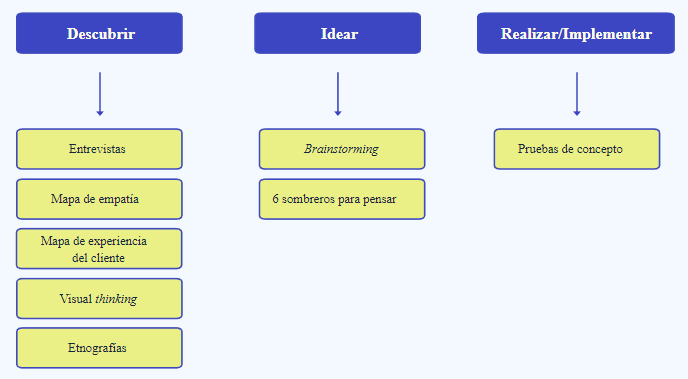 Descubrir
Idear
Realizar/Implementar
Entrevistas
Mapa de empatía
Mapa de experiencia
del cliente
Visual thinking
Etnografías
Brainstorming
6 sombreros para pensar
Pruebas de concepto